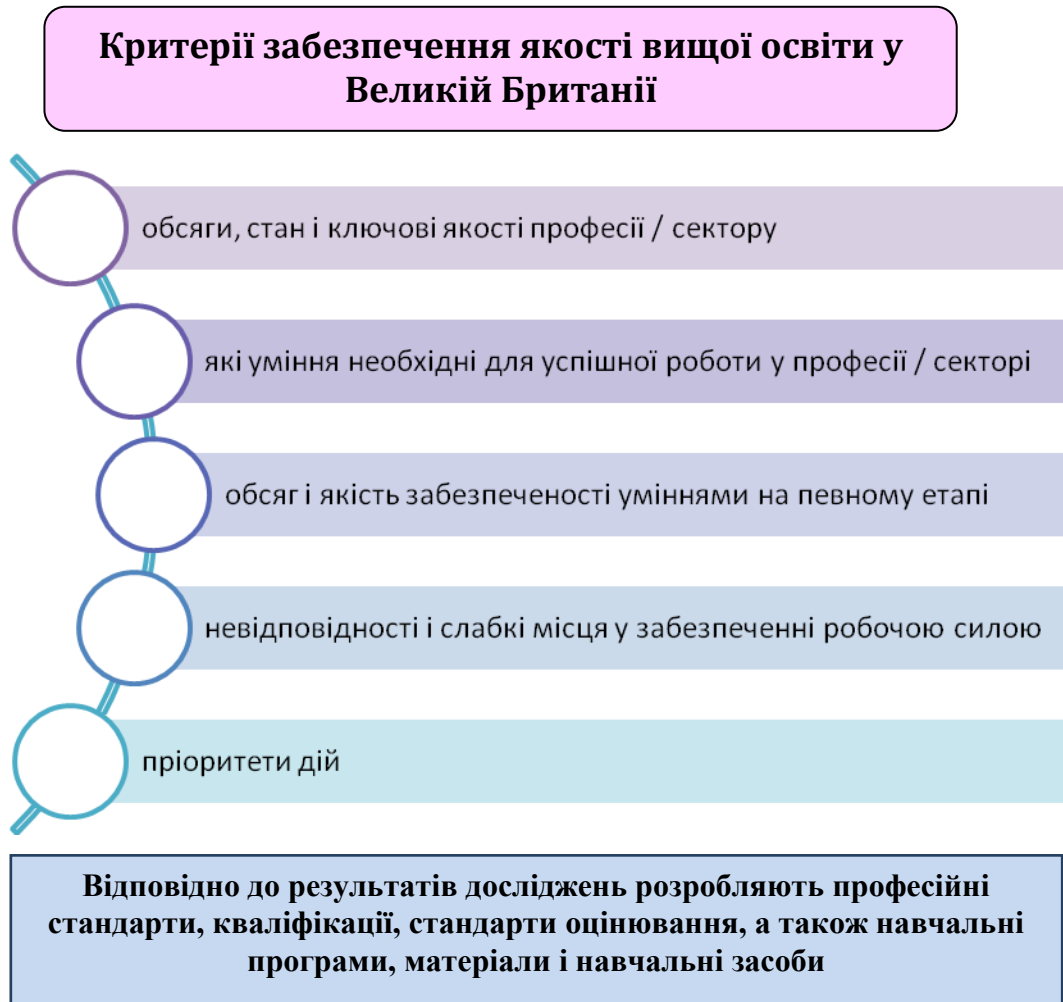 Критерії забезпечення якості вищої освіти у
Великій Британії
обсяги, стан і ключові якості професії / сектору
які уміння необхідні для успішної роботи у професії / секторі
обсяг і якість забезпеченості уміннями на певному етапі
невідповідності і слабкі місця у забезпеченні робочою силою
пріоритети дій
Відповідно до результатів досліджень розробляють професійні
стандарти, кваліфікації, стандарти оцінювання, а також навчальні
програми, матеріали і навчальні засоби